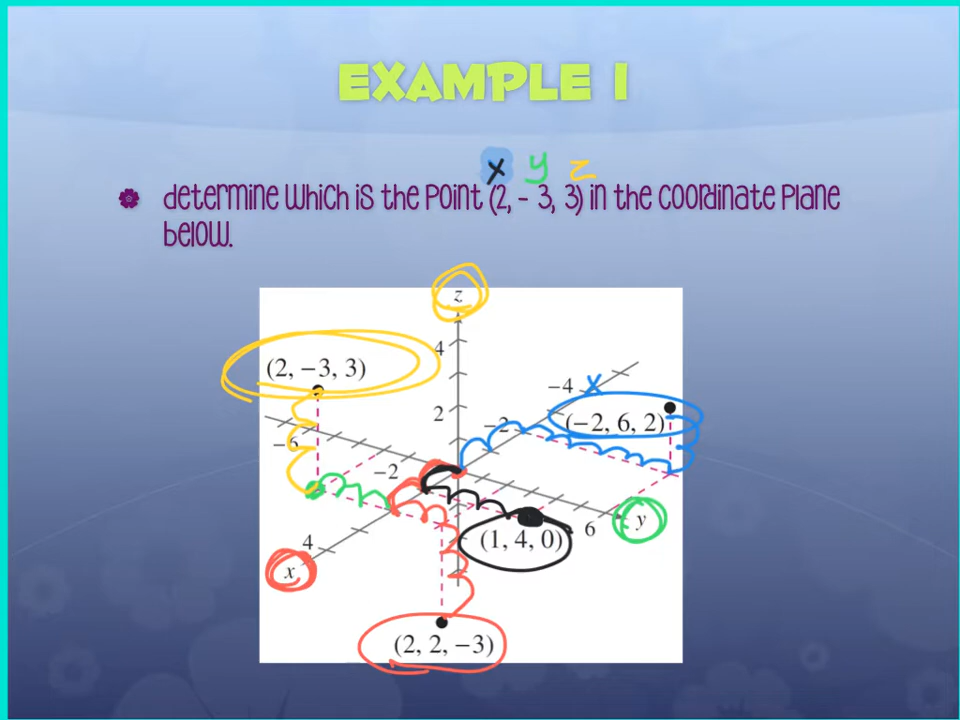 EXAMPLE 1
x y z
determine which is the point (2, - 3, 3) in the coordinate plane
below.
z
4
(2, −3, 3)
−4 x
2
−2
(−2, 6, 2)
−6
−2
6
y
(1, 4, 0)
4
x
(2, 2, −3)